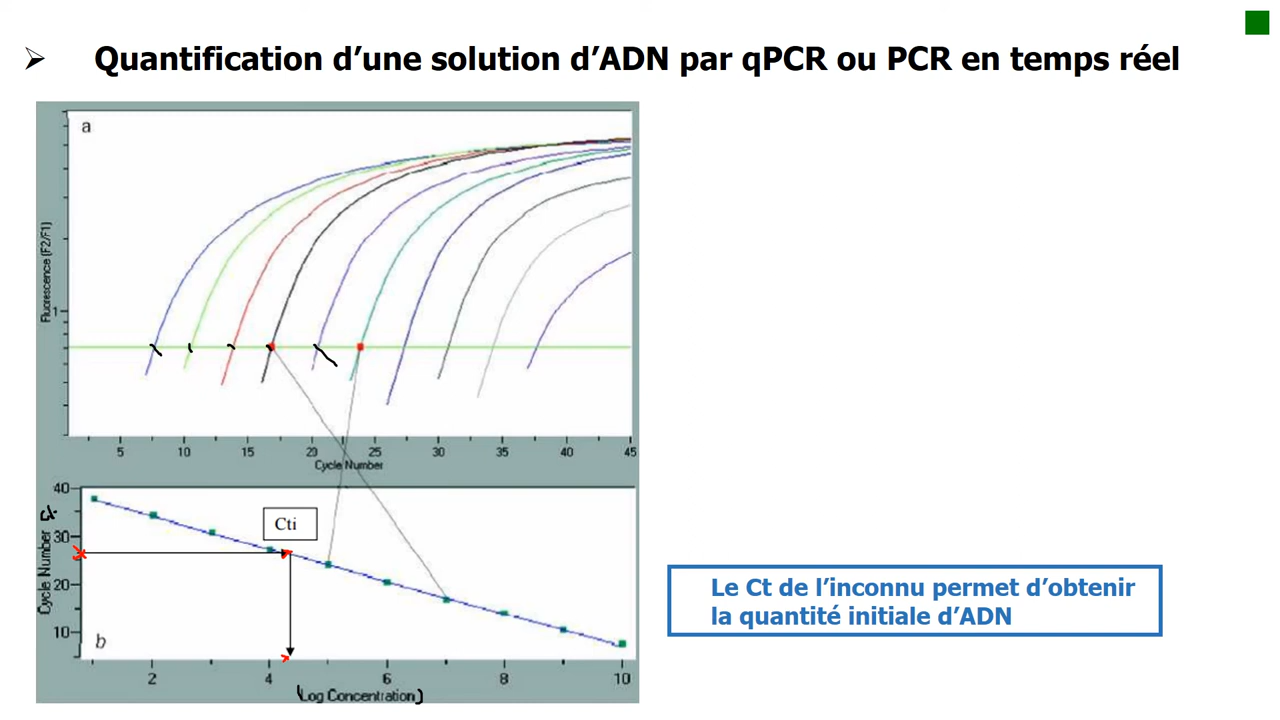 ➢ Quantification d’une solution d’ADN par qPCR ou PCR en temps réel
a
Fluorescence (F2/F1)
1
5 10 15 20 25 30 35 40 45
Cycle Number
40
30
20
10
Cycle Number
Cti
b
2 4 6 8 10
(Log Concentration)
Le Ct de l’inconnu permet d’obtenir
la quantité initiale d’ADN